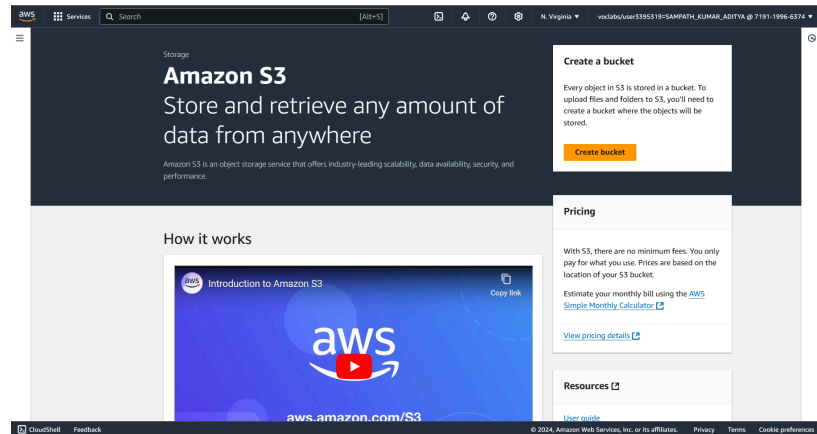 aws
Services
Search
[Alt+S]
N. Virginia
voclabs/user3395319=SAMPATH_KUMAR_ADITYA @ 7191-1996-6374
Storage
Amazon S3
Store and retrieve any amount of
data from anywhere
Amazon S3 is an object storage service that offers industry-leading scalability, data availability, security, and
performance.
Create a bucket
Every object in S3 is stored in a bucket. To
upload files and folders to S3, you'll need to
create a bucket where the objects will be
stored.
Create bucket
Pricing
With S3, there are no minimum fees. You only
pay for what you use. Prices are based on the
location of your S3 bucket.
Estimate your monthly bill using the AWS
Simple Monthly Calculator
View pricing details
Resources
User guide
How it works
aws
Introduction to Amazon S3
Copy link
aws
aws.amazon.com/S3
CloudShell
Feedback
© 2024, Amazon Web Services, Inc. or its affiliates.
Privacy
Terms
Cookie preferences